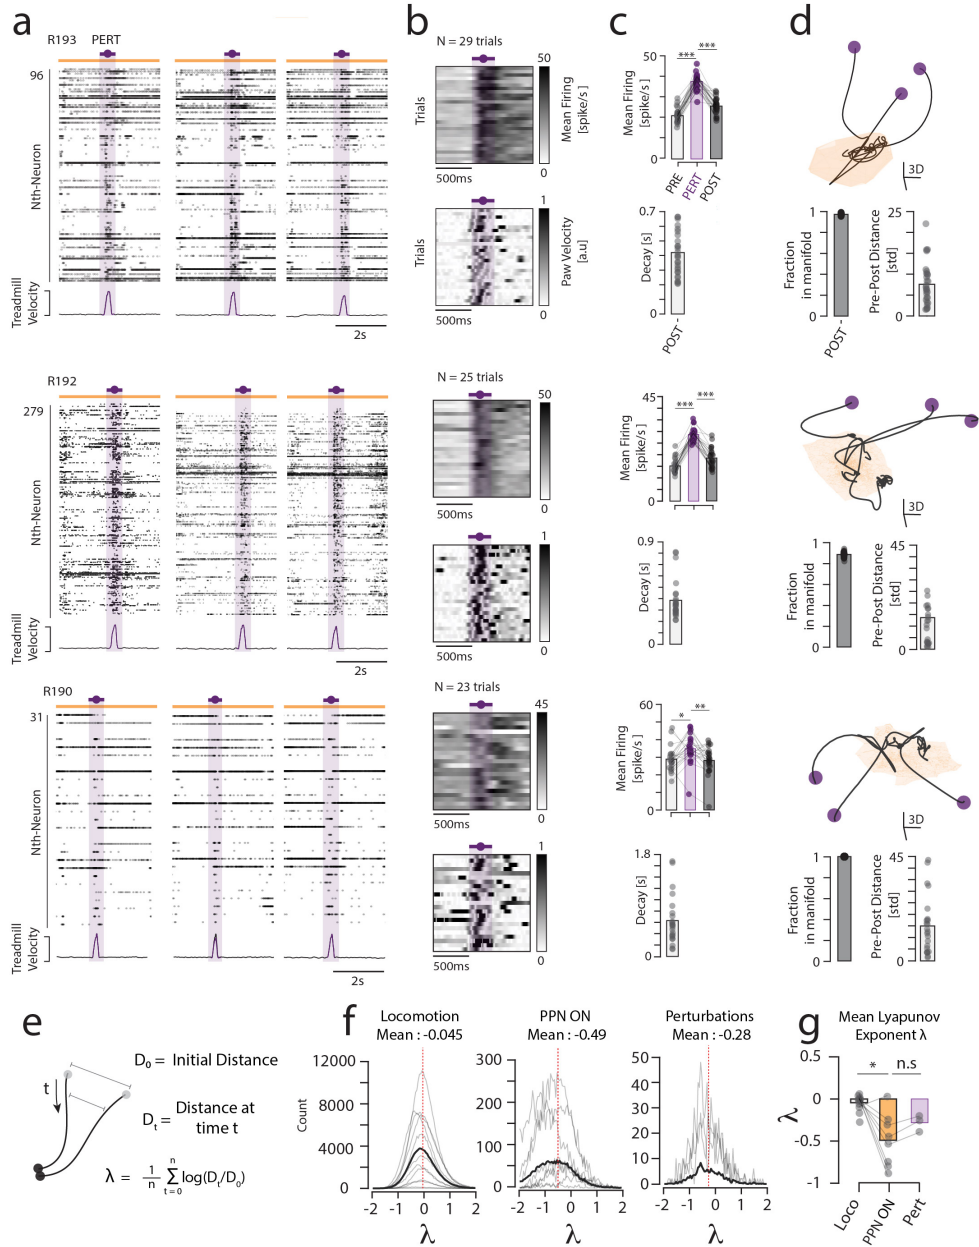 a
b
c
d
R193 PERT
96
Nth-Neuron
Treadmill
Velocity
2s
N = 29 trials
Trials
500ms
50
0
Mean Firing
[spike/s ]
Trials
500ms
1
0
Paw Velocity
[a.u]
Mean Firing
[spike/s]
50
0
***
***
PRE
PERT
POST
Decay [s]
0.7
0
POST
3D
Fraction
in manifold
1
0
POST
Pre-Post Distance
[std]
25
0
R192
279
Nth-Neuron
Treadmill
Velocity
2s
N = 25 trials
500ms
50
0
500ms
1
0
Mean Firing
[spike/s]
45
0
***
***
Decay [s]
0.9
0
3D
Fraction
in manifold
1
0
Pre-Post Distance
[std]
45
0
R190
31
Nth-Neuron
Treadmill
Velocity
2s
N = 23 trials
500ms
45
0
500ms
1
0
Mean Firing
[spike/s ]
60
0
*
**
Decay [s]
1.8
0
3D
Fraction
in manifold
1
0
Pre-Post Distance
[std]
45
0
e
t
D₀ = Initial Distance
Dₜ = Distance at
time t
λ = 1/n ∑ⁿₜ₌₀ log(Dₜ/D₀)
f
Locomotion
Mean : -0.045
Count
12000
8000
4000
0
-2 -1 0 1 2
λ
PPN ON
Mean : -0.49
300
200
100
0
-2 -1 0 1 2
λ
Perturbations
Mean : -0.28
50
40
30
20
10
0
-2 -1 0 1 2
λ
g
Mean Lyapunov
Exponent λ
λ
0.5
0
-0.5
-1
*
n.s
Loco
PPN ON
Pert